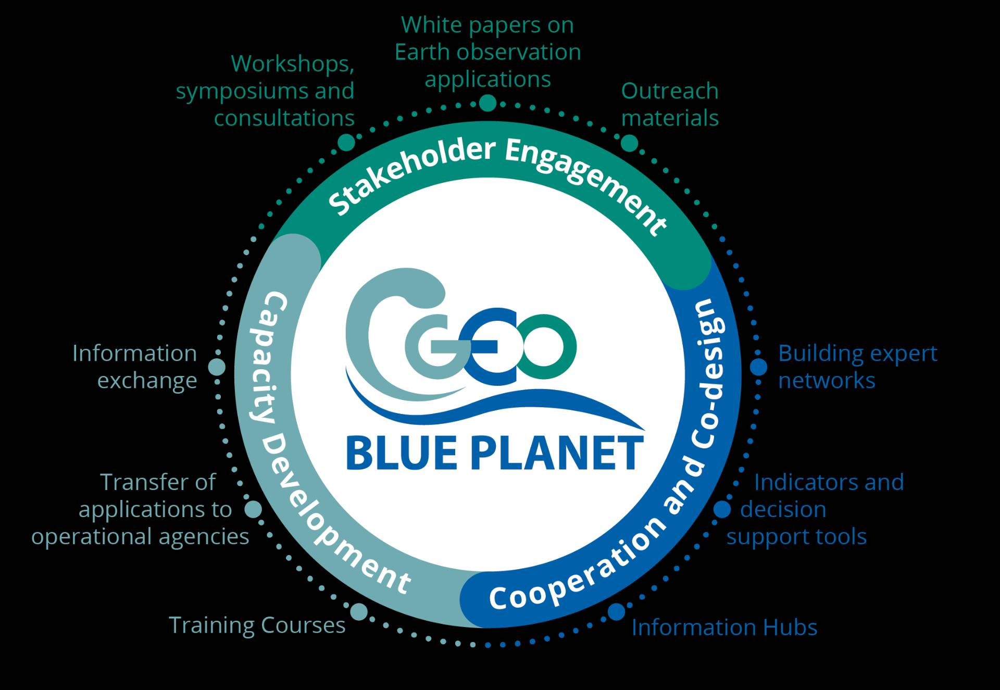 White papers on
Earth observation
applications
Workshops,
symposiums and
consultations
Outreach
materials
Stakeholder Engagement
Capacity Development
Cooperation and Co-design
GEO
BLUE PLANET
Information
exchange
Building expert
networks
Transfer of
applications to
operational agencies
Indicators and
decision
support tools
Training Courses
Information Hubs